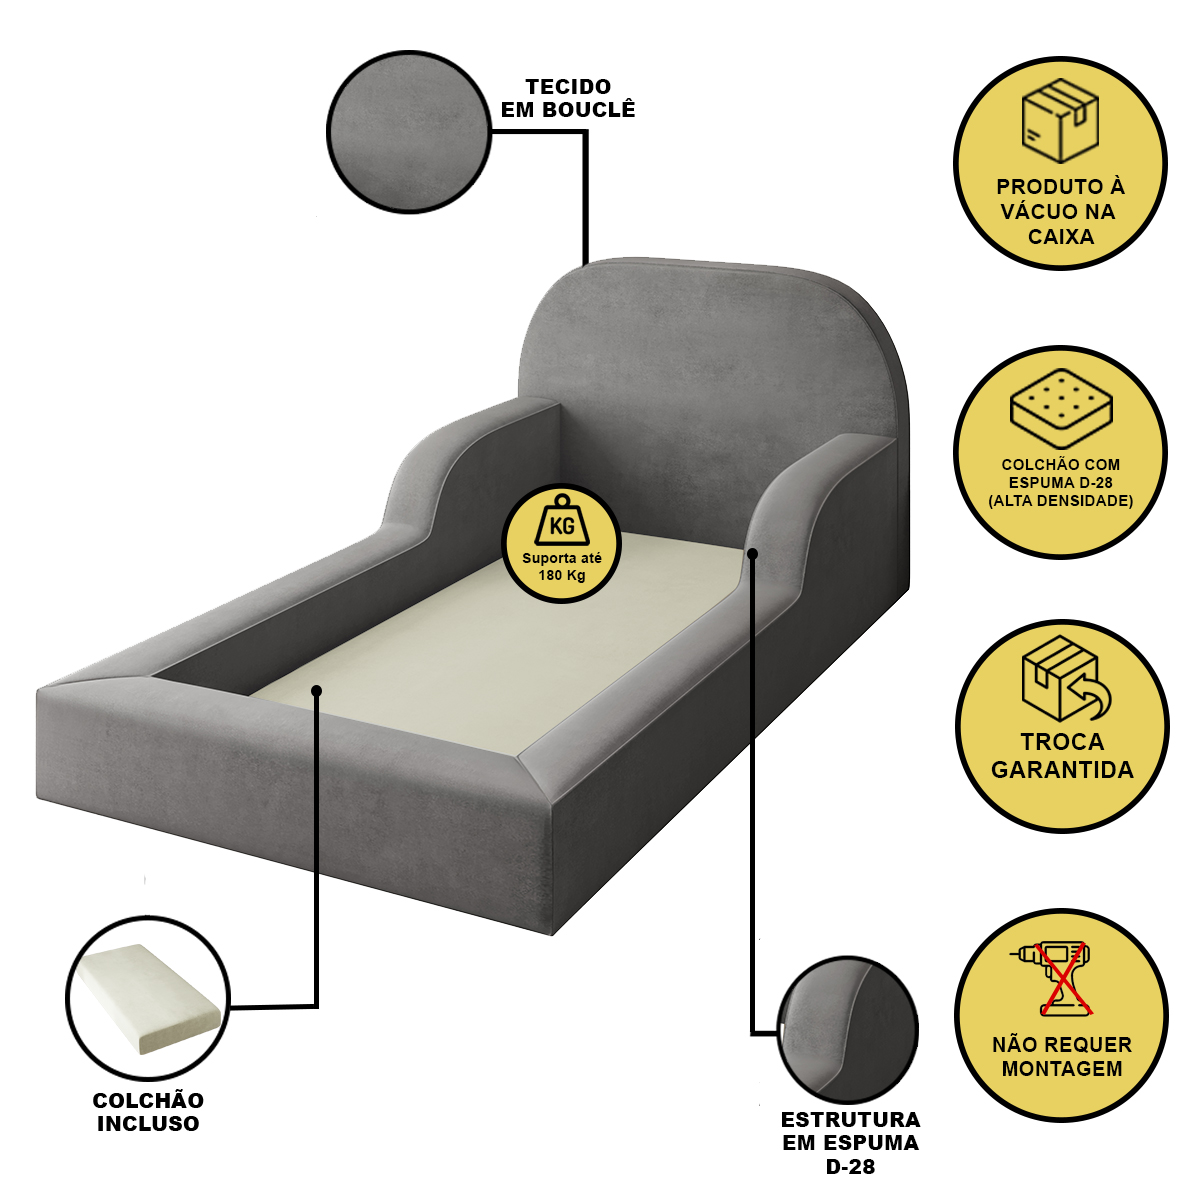 TECIDO
EM BOUCLÊ
PRODUTO À
VÁCUO NA
CAIXA
COLCHÃO COM
ESPUMA D-28
(ALTA DENSIDADE)
KG
Suporta até
180 Kg
TROCA
GARANTIDA
NÃO REQUER
MONTAGEM
COLCHÃO
INCLUSO
ESTRUTURA
EM ESPUMA
D-28